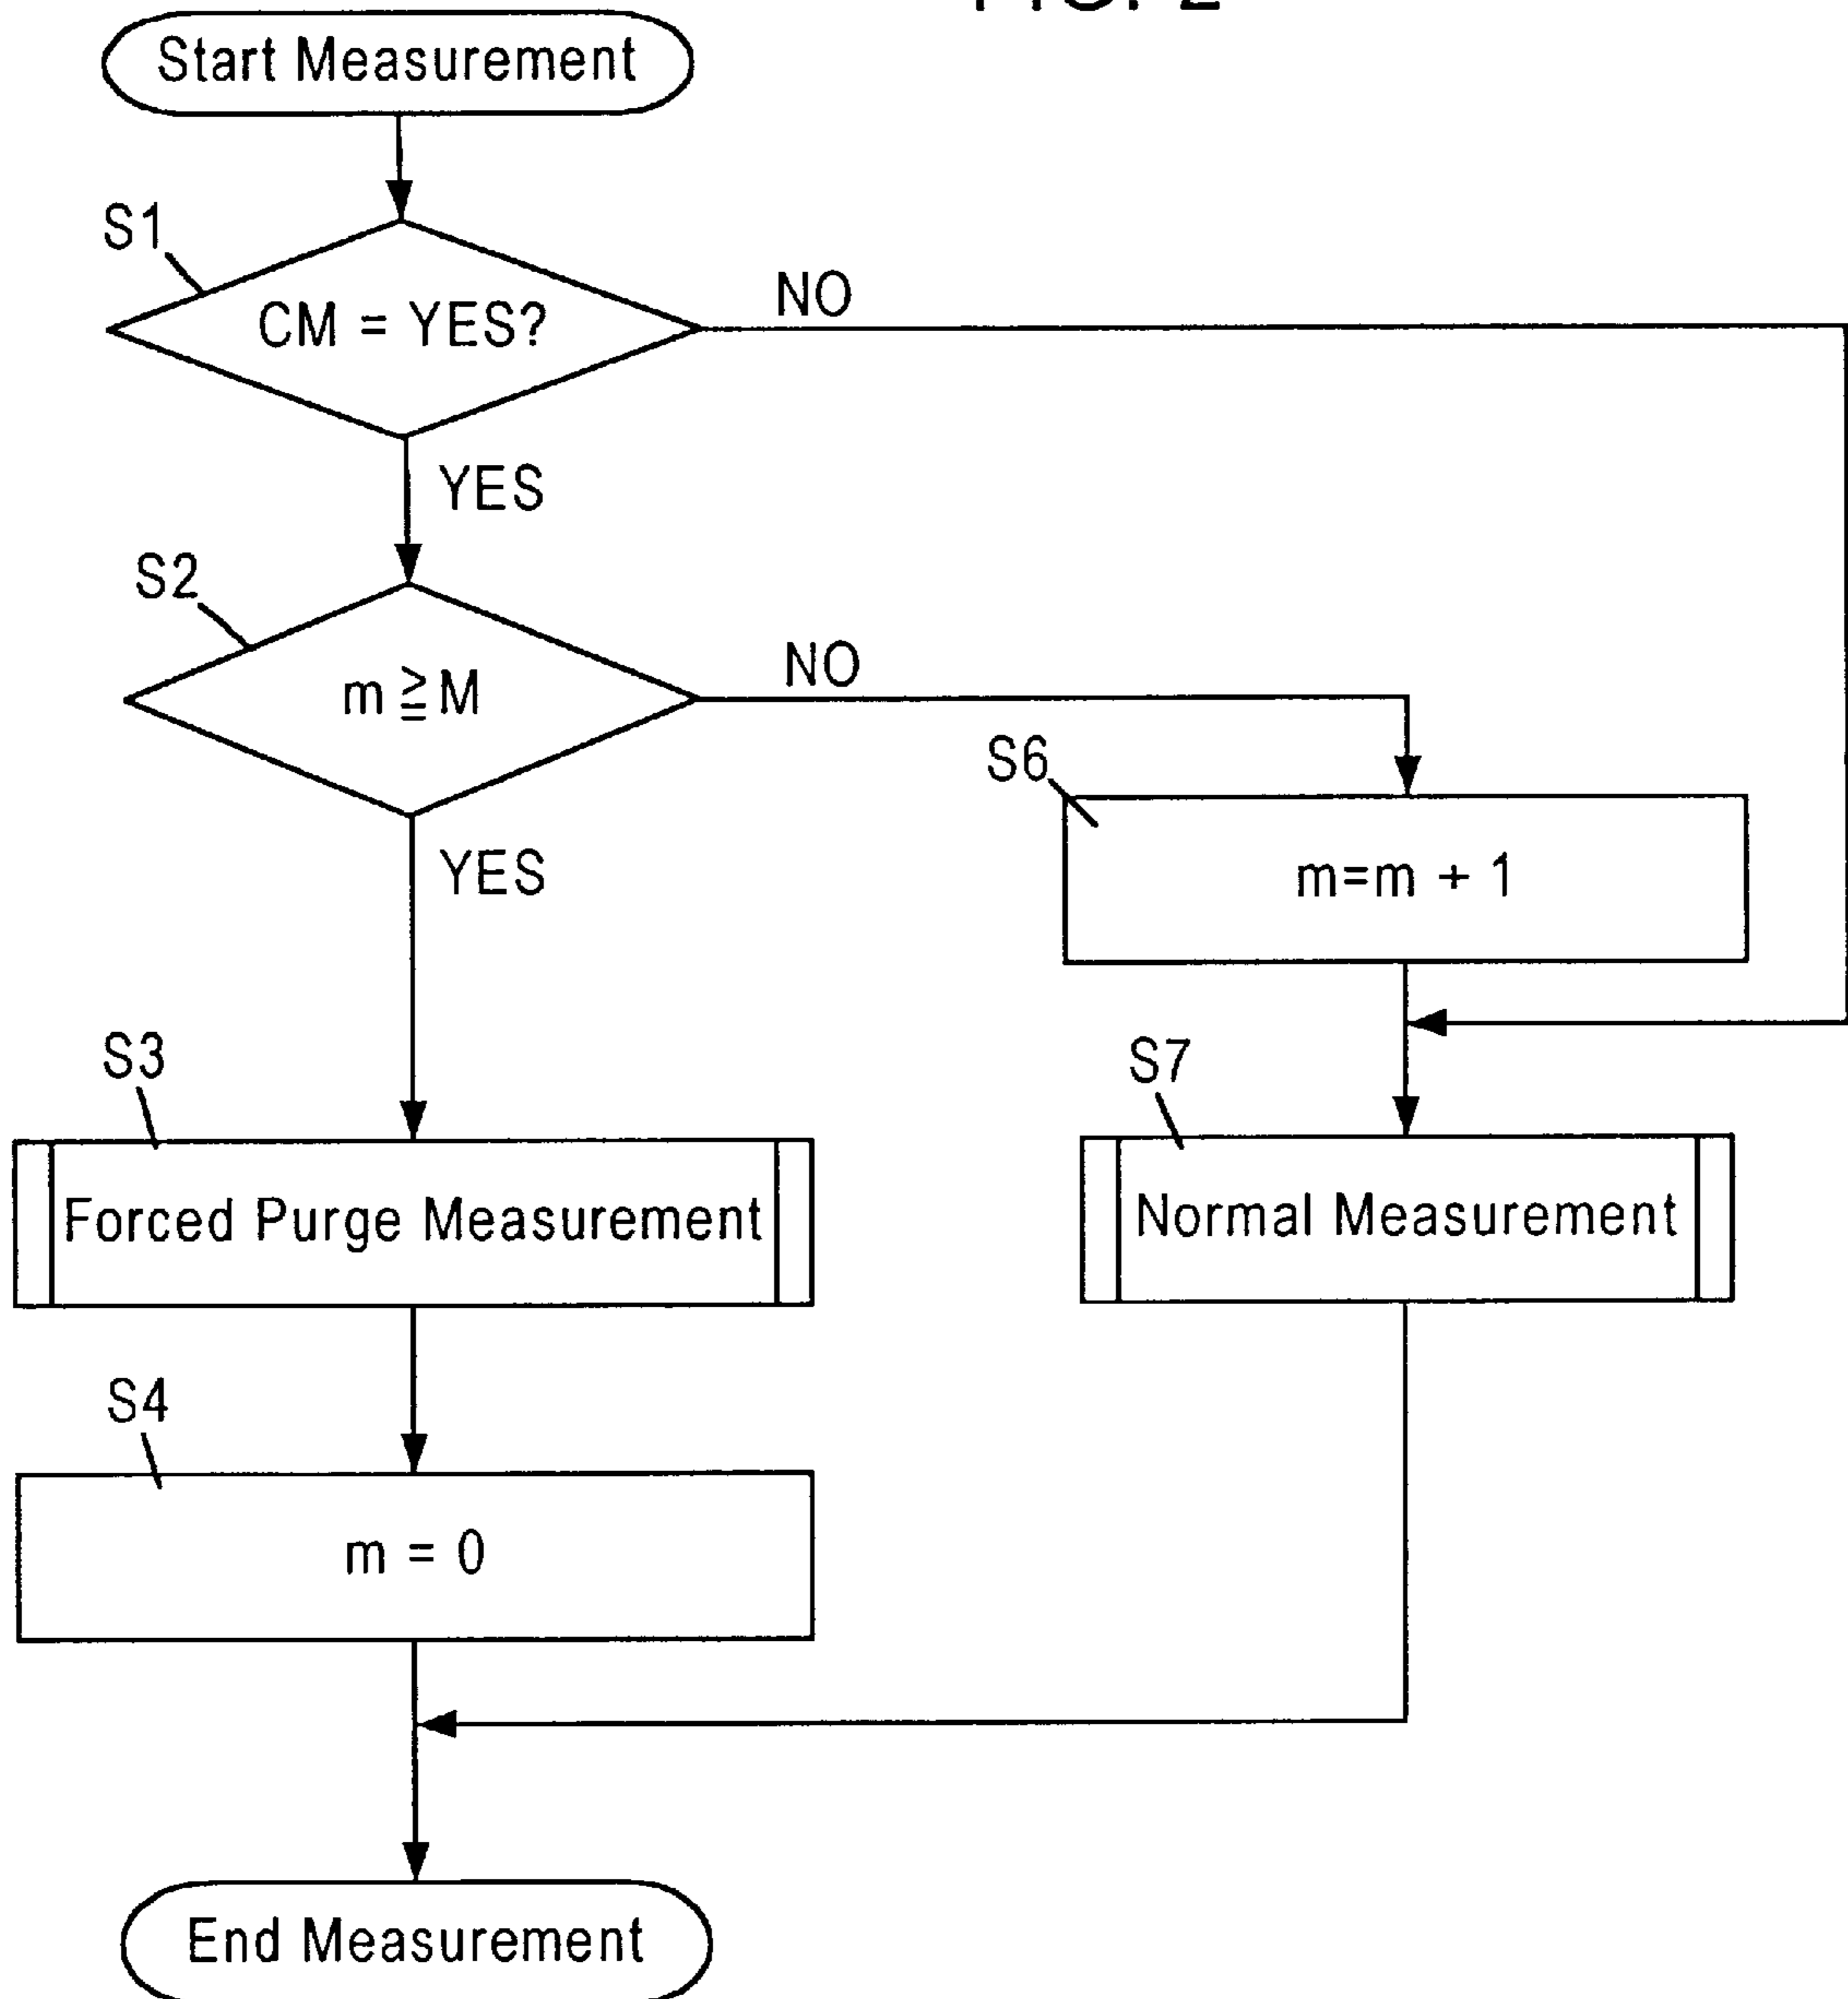 Start Measurement
S1
CM = YES?
NO
YES
S2
m ≧ M
NO
S6
m=m + 1
YES
S3
Forced Purge Measurement
S7
Normal Measurement
S4
m = 0
End Measurement